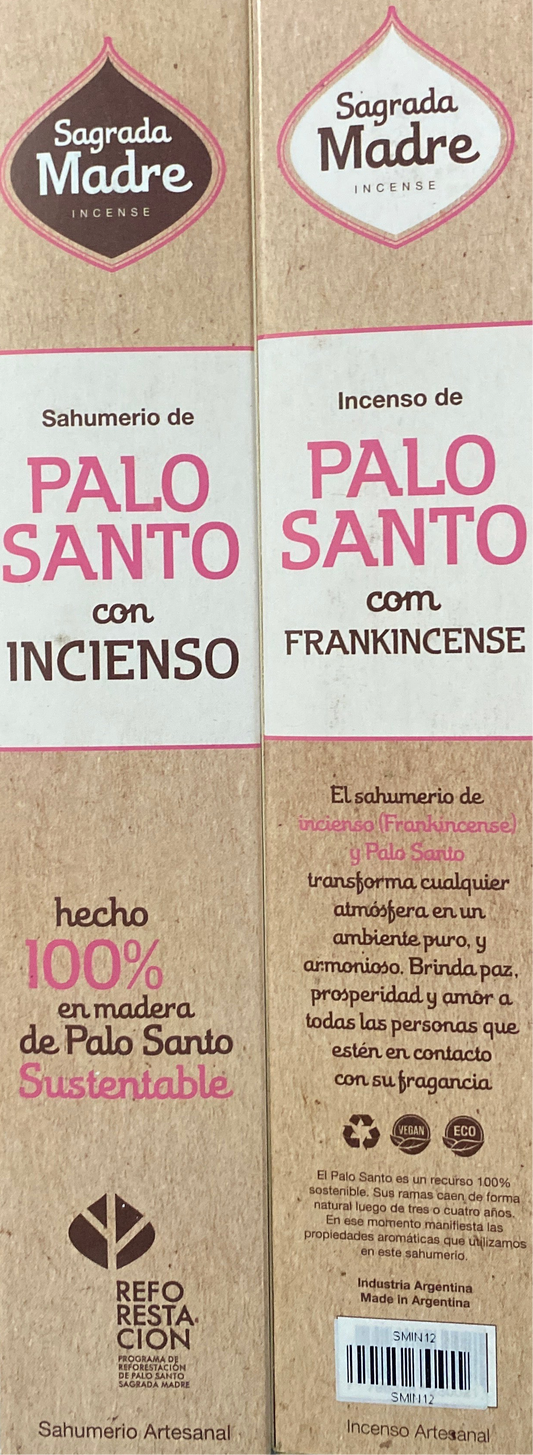 Sagrada
Madre
INCENSE
Sahumerio de
PALO
SANTO
con
INCIENSO
hecho
100%
en madera
de Palo Santo
Sustentable
REFO
RESTA
CION
PROGRAMA DE
REFORESTACIÓN
DE PALO SANTO
SAGRADA MADRE
Sahumerio Artesanal
Sagrada
Madre
INCENSE
Incenso de
PALO
SANTO
com
FRANKINCENSE
El sahumerio de
incienso (Frankincense)
y Palo Santo
transforma cualquier
atmósfera en un
ambiente puro, y
armonioso. Brinda paz,
prosperidad y amor a
todas las personas que
estén en contacto
con su fragancia
VEGAN
ECO
El Palo Santo es un recurso 100%
sostenible. Sus ramas caen de forma
natural luego de tres o cuatro años.
En ese momento manifiesta las
propiedades aromáticas que utilizamos
en este sahumerio.
Industria Argentina
Made in Argentina
SMIN12
SMIN12
Incenso Artesanal